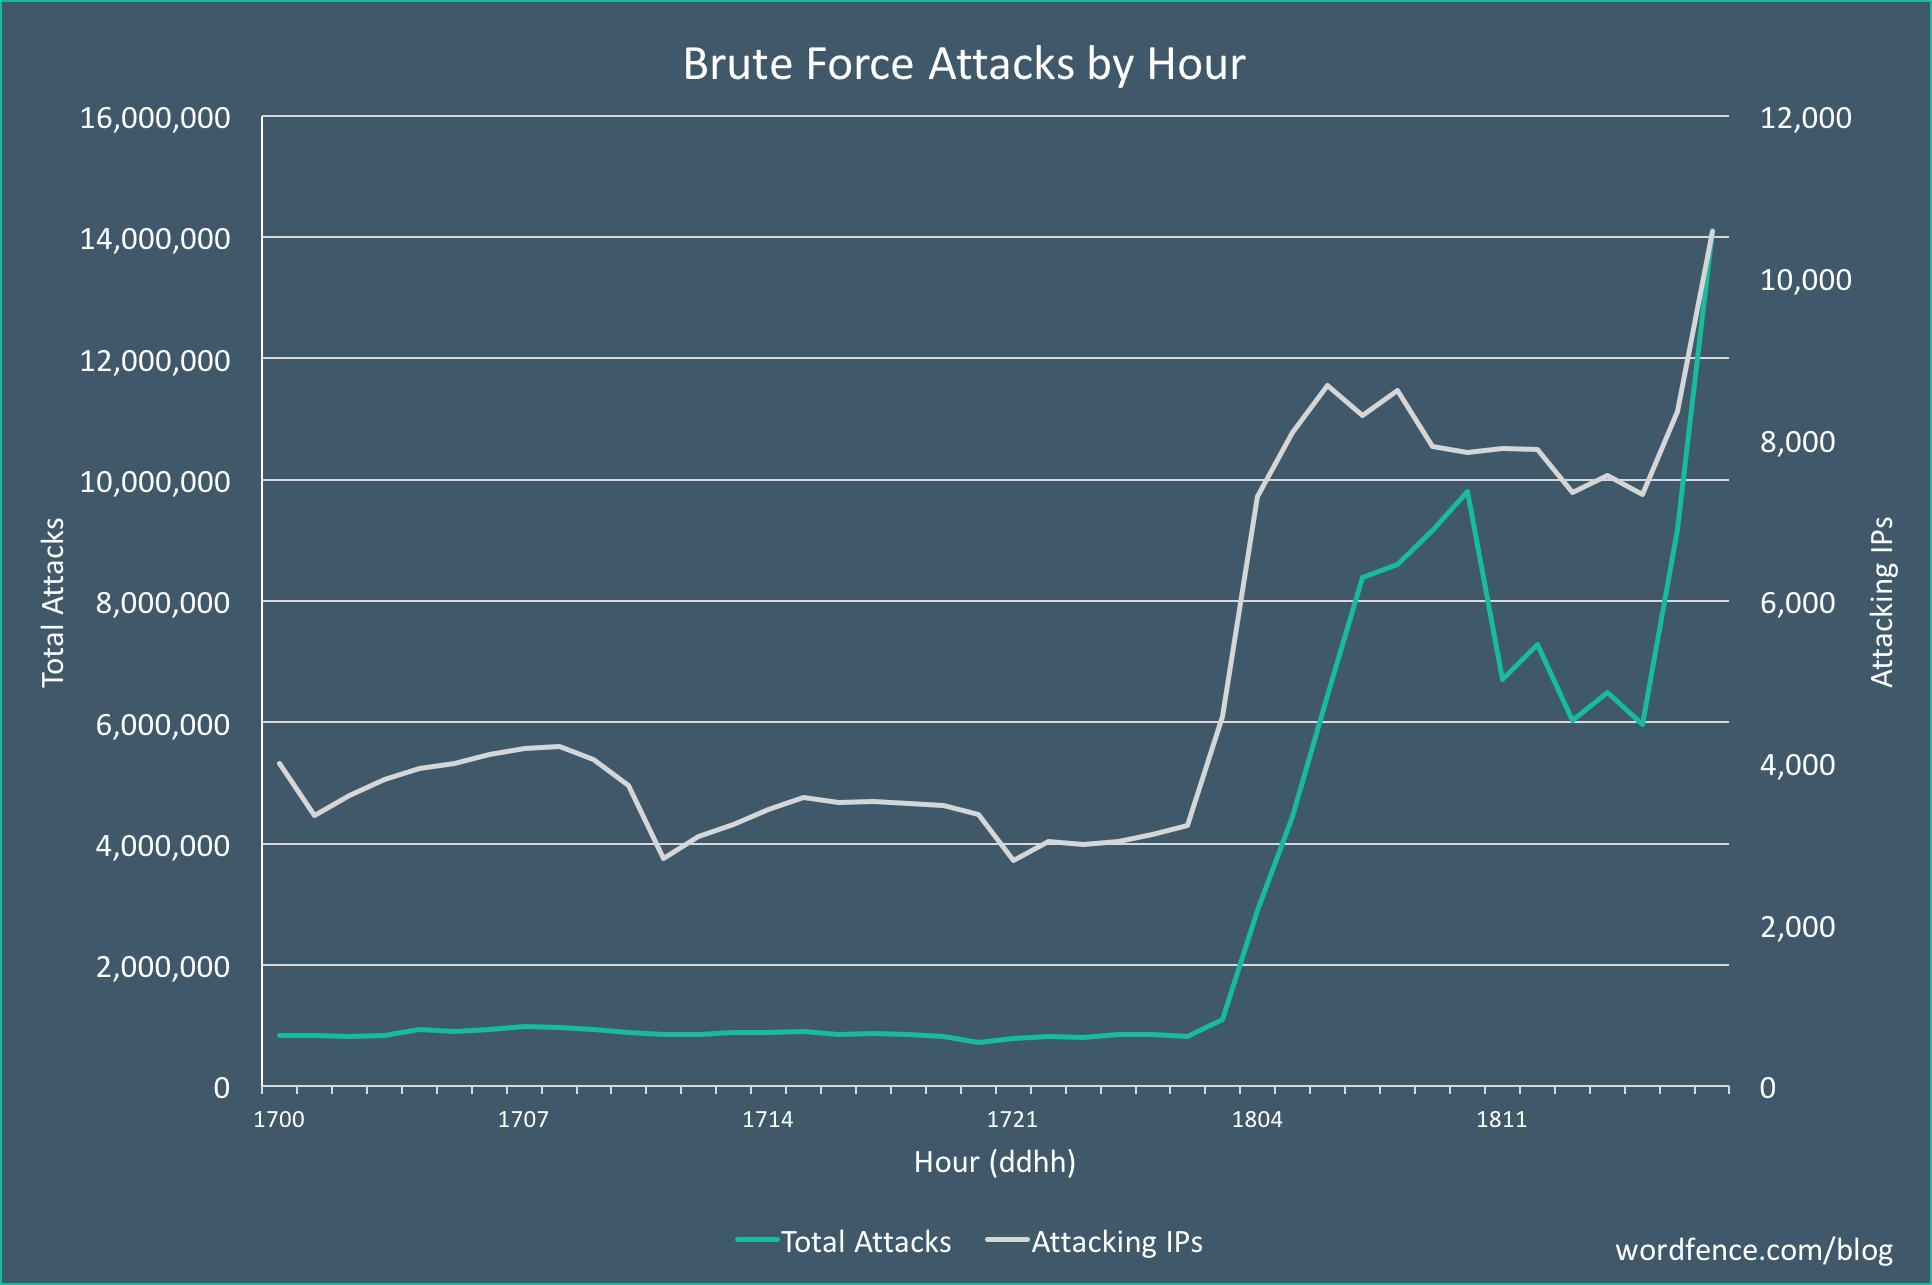 Brute Force Attacks by Hour
16,000,000
14,000,000
12,000,000
10,000,000
8,000,000
6,000,000
4,000,000
2,000,000
0
Total Attacks
12,000
10,000
8,000
6,000
4,000
2,000
0
Attacking IPs
1700 1707 1714 1721 1804 1811
Hour (ddhh)
Total Attacks Attacking IPs
wordfence.com/blog